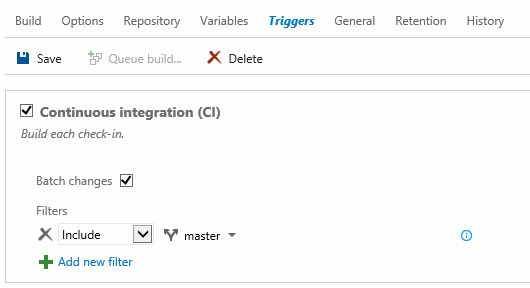 Build Options Repository Variables Triggers General Retention History
Save Queue build... Delete
Continuous integration (CI)
Build each check-in.
Batch changes
Filters
Include master
Add new filter